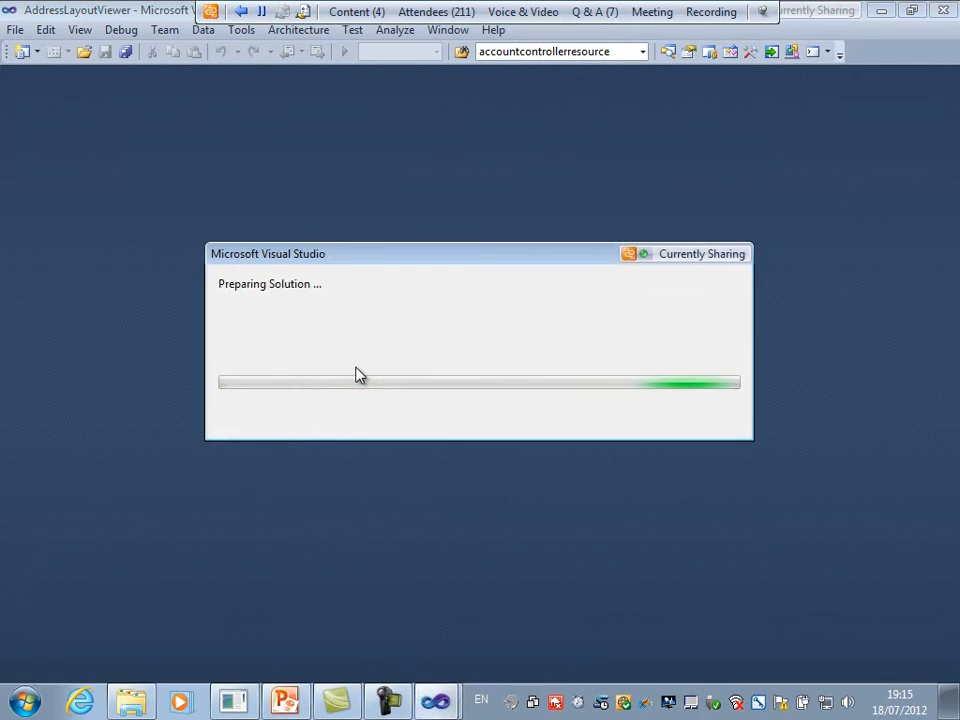 AddressLayoutViewer - Microsoft V
Content (4) Attendees (211) Voice & Video Q & A (7) Meeting Recording
urrently Sharing
File Edit View Debug Team Data Tools Architecture Test Analyze Window Help
accountcontrollerresource
Microsoft Visual Studio Currently Sharing
Preparing Solution ...
EN
19:15
18/07/2012